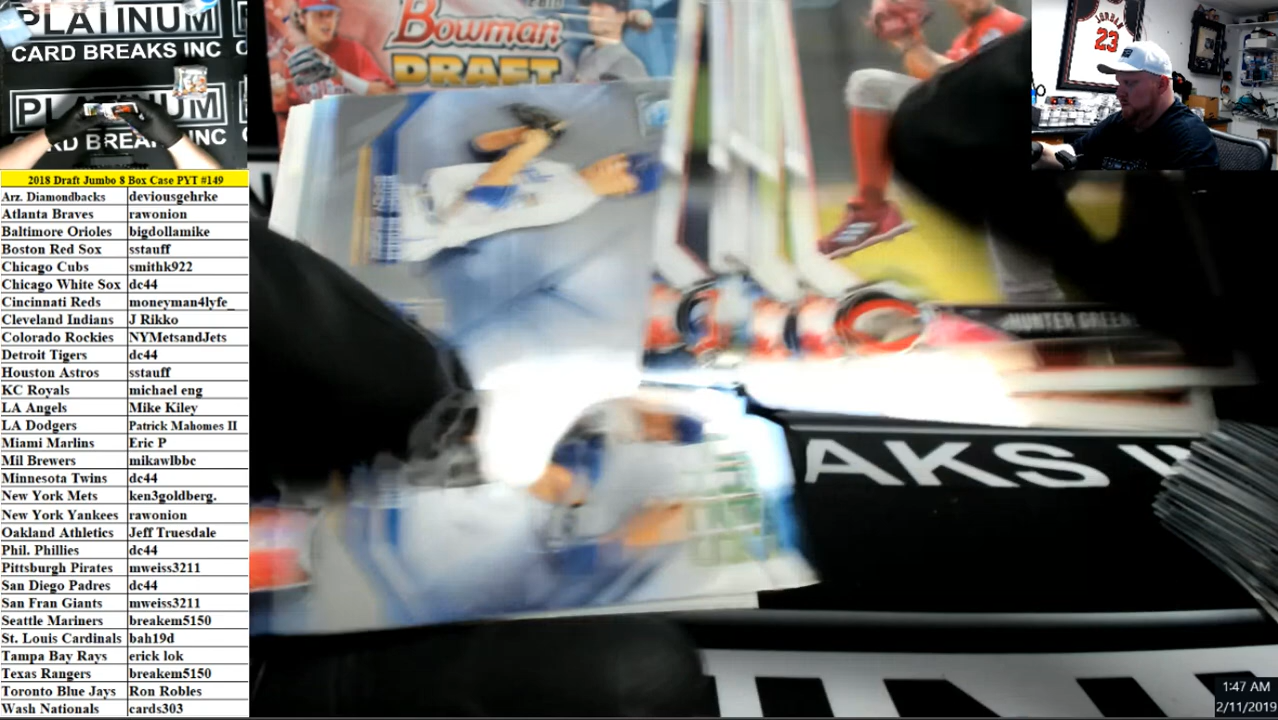 PLATINUM
CARD BREAKS INC
PLATINUM
CARD BREAKS INC
2018 Draft Jumbo 8 Box Case PYT #149
Arz. Diamondbacks deviousgehrke
Atlanta Braves rawonion
Baltimore Orioles bigdollamike
Boston Red Sox sstauff
Chicago Cubs smithk922
Chicago White Sox dc44
Cincinnati Reds moneyman4lyfe_
Cleveland Indians J Rikko
Colorado Rockies NYMetsandJets
Detroit Tigers dc44
Houston Astros sstauff
KC Royals michael eng
LA Angels Mike Kiley
LA Dodgers Patrick Mahomes II
Miami Marlins Eric P
Mil Brewers mikawlbbc
Minnesota Twins dc44
New York Mets ken3goldberg.
New York Yankees rawonion
Oakland Athletics Jeff Truesdale
Phil. Phillies dc44
Pittsburgh Pirates mweiss3211
San Diego Padres dc44
San Fran Giants mweiss3211
Seattle Mariners breakem5150
St. Louis Cardinals bah19d
Tampa Bay Rays erick lok
Texas Rangers breakem5150
Toronto Blue Jays Ron Robles
Wash Nationals cards303
Bowman
DRAFT
HUNTER GREENE
AKS I
JORDAN
23
1:47 AM
2/11/2019